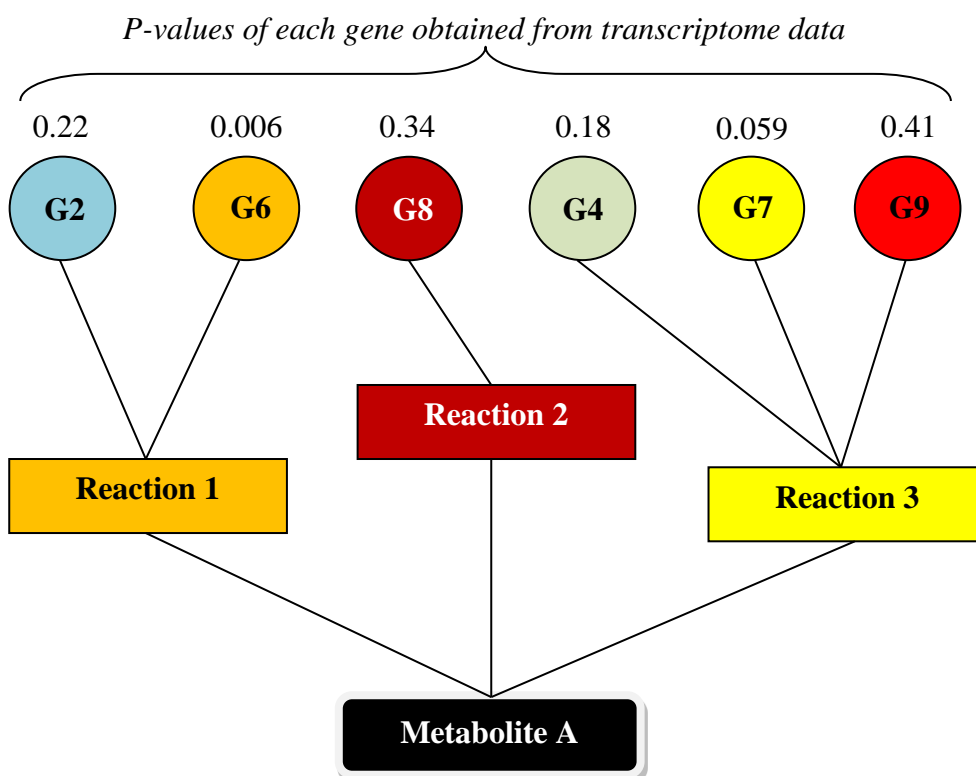 P-values of each gene obtained from transcriptome data
0.22 0.006 0.34 0.18 0.059 0.41
G2 G6 G8 G4 G7 G9
Reaction 2
Reaction 1
Reaction 3
Metabolite A